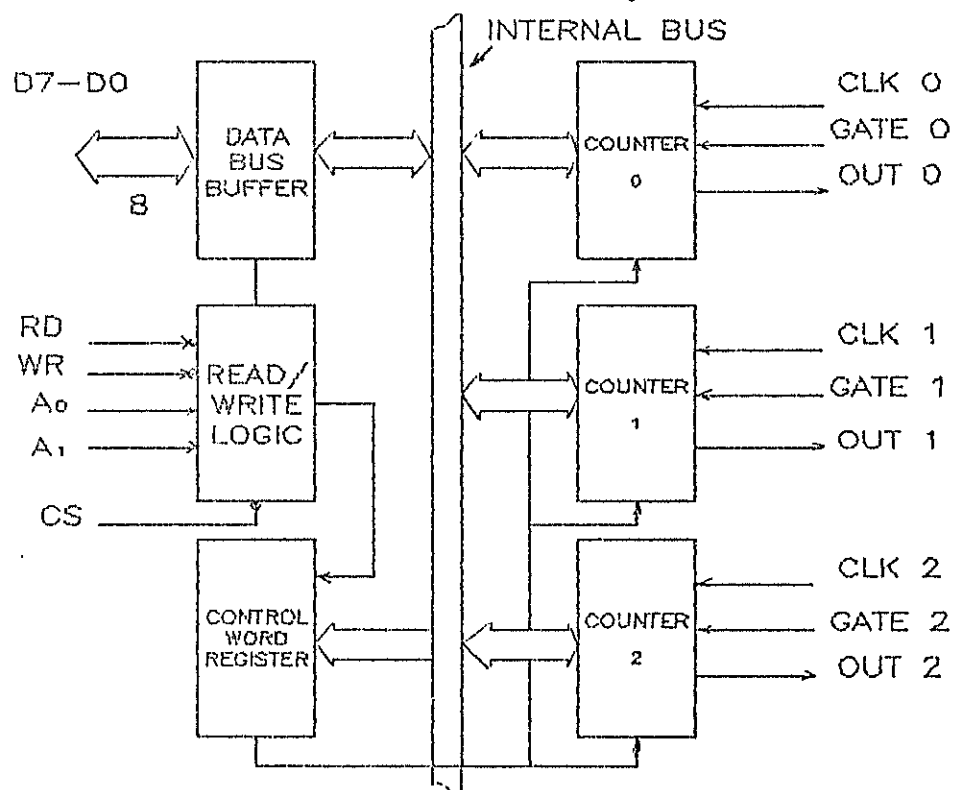 INTERNAL BUS
D7-D0
8
DATA
BUS
BUFFER
COUNTER
0
CLK 0
GATE 0
OUT 0
RD
WR
A0
A1
CS
READ/
WRITE
LOGIC
COUNTER
1
CLK 1
GATE 1
OUT 1
CONTROL
WORD
REGISTER
COUNTER
2
CLK 2
GATE 2
OUT 2